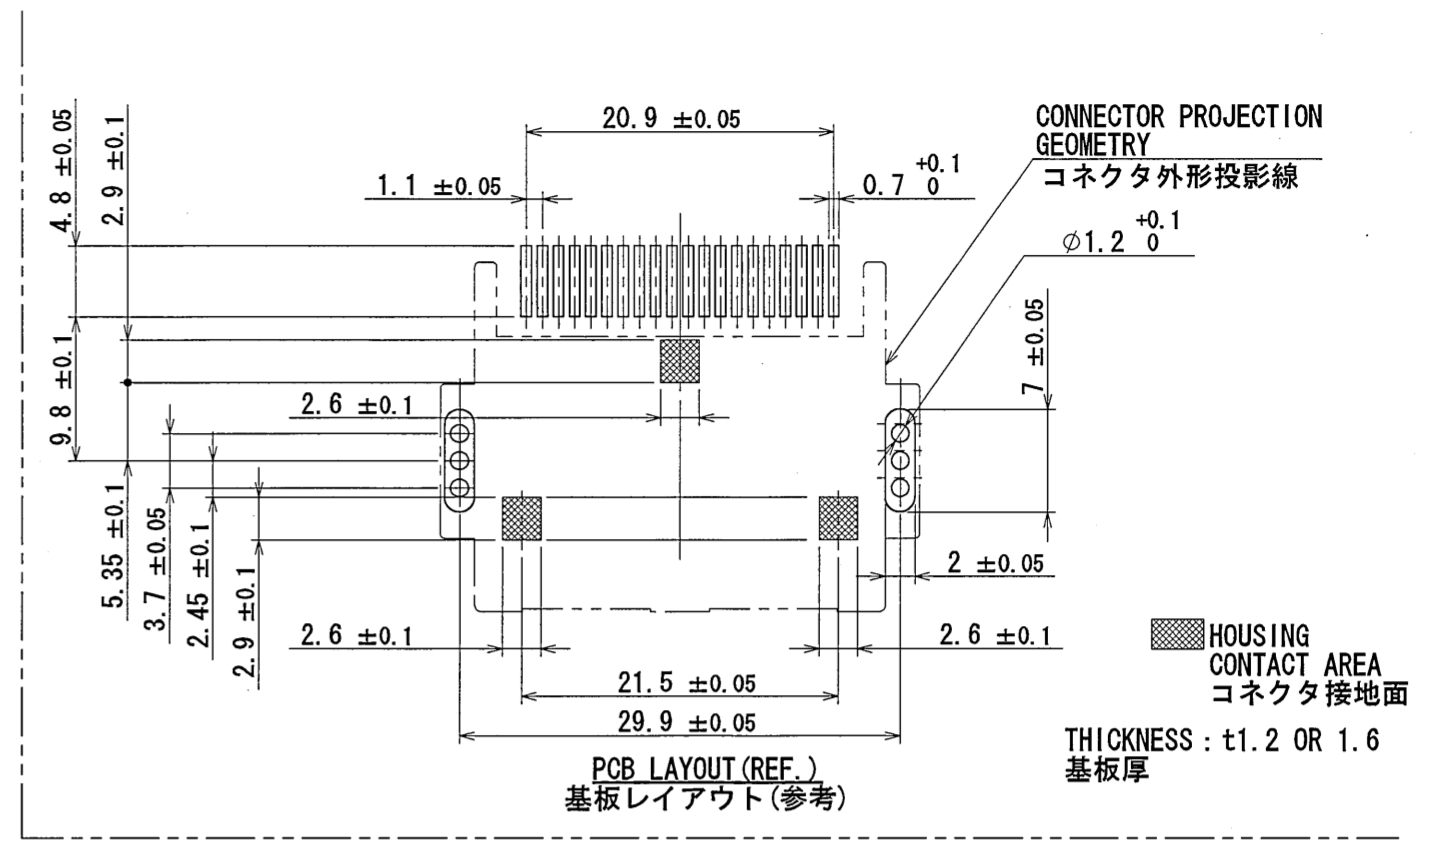 20.9 ±0.05
1.1 ±0.05
0.7 +0.1 0
CONNECTOR PROJECTION
GEOMETRY
コネクタ外形投影線
∅1.2 +0.1 0
4.8 ±0.05
2.9 ±0.1
9.8 ±0.1
2.6 ±0.1
7 ±0.05
5.35 ±0.1
3.7 ±0.05
2.45 ±0.1
2.9 ±0.1
2 ±0.05
2.6 ±0.1
2.6 ±0.1
21.5 ±0.05
29.9 ±0.05
HOUSING
CONTACT AREA
コネクタ接地面
THICKNESS : t1.2 OR 1.6
基板厚
PCB LAYOUT(REF.)
基板レイアウト(参考)